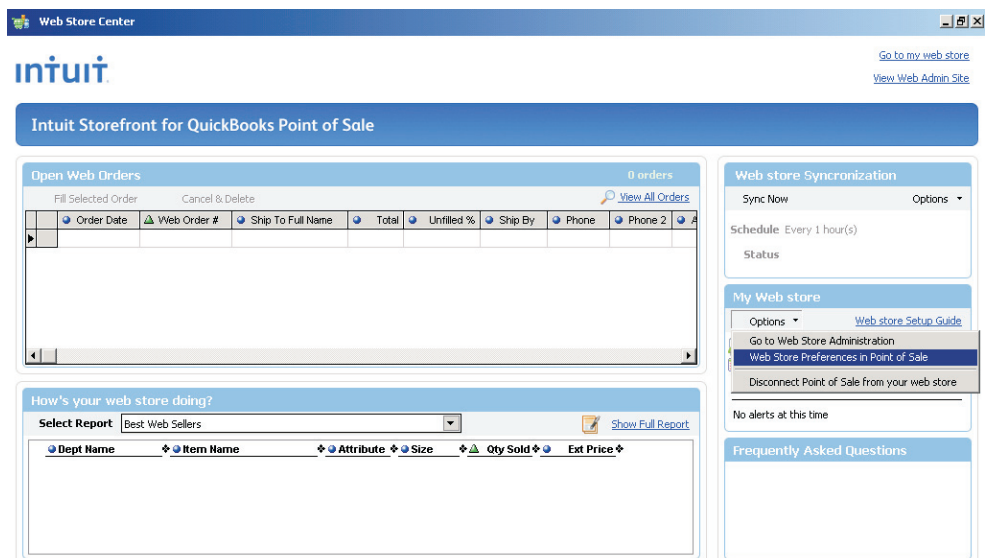 Web Store Center
intuit
Go to my web store
View Web Admin Site
Intuit Storefront for QuickBooks Point of Sale
Open Web Orders 0 orders
Fill Selected Order Cancel & Delete View All Orders
Order Date Web Order # Ship To Full Name Total Unfilled % Ship By Phone Phone 2 A
Web store Syncronization
Sync Now Options
Schedule Every 1 hour(s)
Status
My Web store
Options Web store Setup Guide
Go to Web Store Administration
Web Store Preferences in Point of Sale
Disconnect Point of Sale from your web store
No alerts at this time
How's your web store doing?
Select Report Best Web Sellers Show Full Report
Dept Name Item Name Attribute Size Qty Sold Ext Price
Frequently Asked Questions